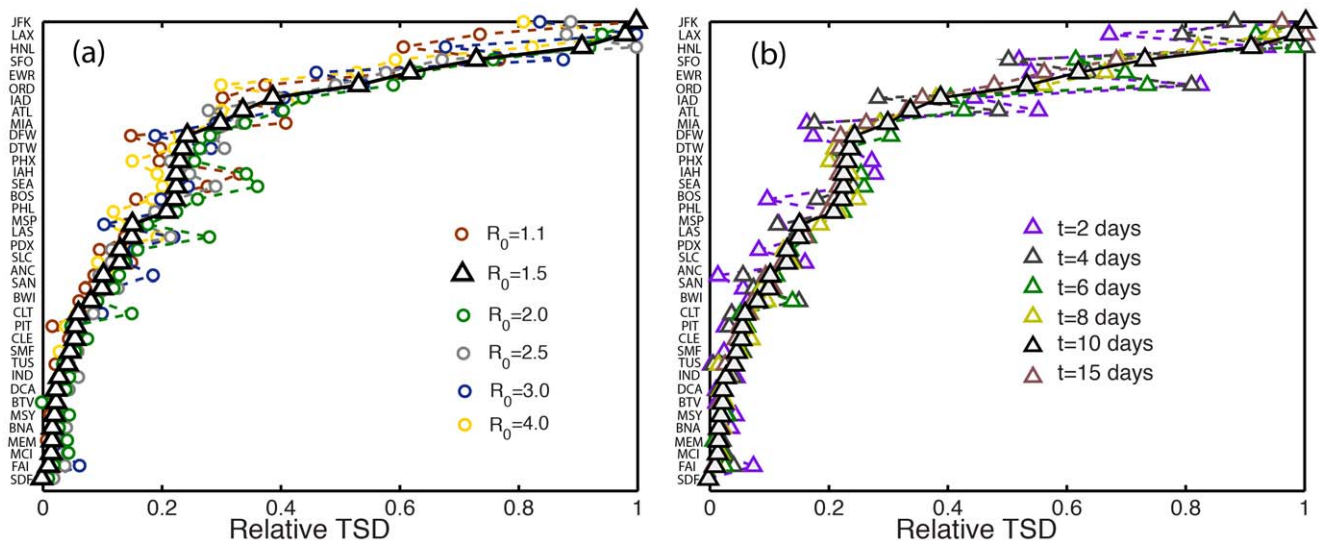 (a)
JFK
LAX
HNL
SFO
EWR
ORD
IAD
ATL
MIA
DFW
DTW
PHX
IAH
SEA
BOS
PHL
MSP
LAS
PDX
SLC
ANC
SAN
BWI
CLT
PIT
CLE
SMF
TUS
IND
DCA
BTV
MSY
BNA
MEM
MCI
FAI
SDF
R0=1.1
R0=1.5
R0=2.0
R0=2.5
R0=3.0
R0=4.0
0 0.2 0.4 0.6 0.8 1
Relative TSD
(b)
JFK
LAX
HNL
SFO
EWR
ORD
IAD
ATL
MIA
DFW
DTW
PHX
IAH
SEA
BOS
PHL
MSP
LAS
PDX
SLC
ANC
SAN
BWI
CLT
PIT
CLE
SMF
TUS
IND
DCA
BTV
MSY
BNA
MEM
MCI
FAI
SDF
t=2 days
t=4 days
t=6 days
t=8 days
t=10 days
t=15 days
0 0.2 0.4 0.6 0.8 1
Relative TSD